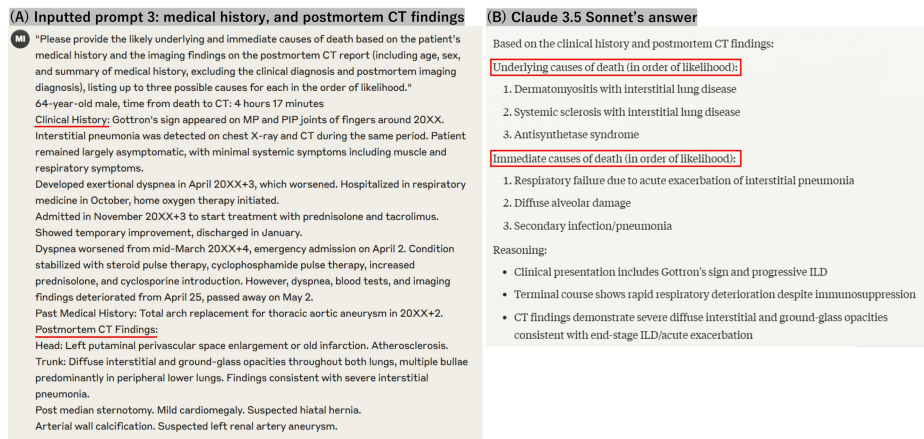 (A) Inputted prompt 3: medical history, and postmortem CT findings
MI
"Please provide the likely underlying and immediate causes of death based on the patient's
medical history and the imaging findings on the postmortem CT report (including age, sex,
and summary of medical history, excluding the clinical diagnosis and postmortem imaging
diagnosis), listing up to three possible causes for each in the order of likelihood."
64-year-old male, time from death to CT: 4 hours 17 minutes
Clinical History: Gottron's sign appeared on MP and PIP joints of fingers around 20XX.
Interstitial pneumonia was detected on chest X-ray and CT during the same period. Patient
remained largely asymptomatic, with minimal systemic symptoms including muscle and
respiratory symptoms.
Developed exertional dyspnea in April 20XX+3, which worsened. Hospitalized in respiratory
medicine in October, home oxygen therapy initiated.
Admitted in November 20XX+3 to start treatment with prednisolone and tacrolimus.
Showed temporary improvement, discharged in January.
Dyspnea worsened from mid-March 20XX+4, emergency admission on April 2. Condition
stabilized with steroid pulse therapy, cyclophosphamide pulse therapy, increased
prednisolone, and cyclosporine introduction. However, dyspnea, blood tests, and imaging
findings deteriorated from April 25, passed away on May 2.
Past Medical History: Total arch replacement for thoracic aortic aneurysm in 20XX+2.
Postmortem CT Findings:
Head: Left putaminal perivascular space enlargement or old infarction. Atherosclerosis.
Trunk: Diffuse interstitial and ground-glass opacities throughout both lungs, multiple bullae
predominantly in peripheral lower lungs. Findings consistent with severe interstitial
pneumonia.
Post median sternotomy. Mild cardiomegaly. Suspected hiatal hernia.
Arterial wall calcification. Suspected left renal artery aneurysm.
(B) Claude 3.5 Sonnet's answer
Based on the clinical history and postmortem CT findings:
Underlying causes of death (in order of likelihood):
1. Dermatomyositis with interstitial lung disease
2. Systemic sclerosis with interstitial lung disease
3. Antisynthetase syndrome
Immediate causes of death (in order of likelihood):
1. Respiratory failure due to acute exacerbation of interstitial pneumonia
2. Diffuse alveolar damage
3. Secondary infection/pneumonia
Reasoning:
• Clinical presentation includes Gottron's sign and progressive ILD
• Terminal course shows rapid respiratory deterioration despite immunosuppression
• CT findings demonstrate severe diffuse interstitial and ground-glass opacities
consistent with end-stage ILD/acute exacerbation